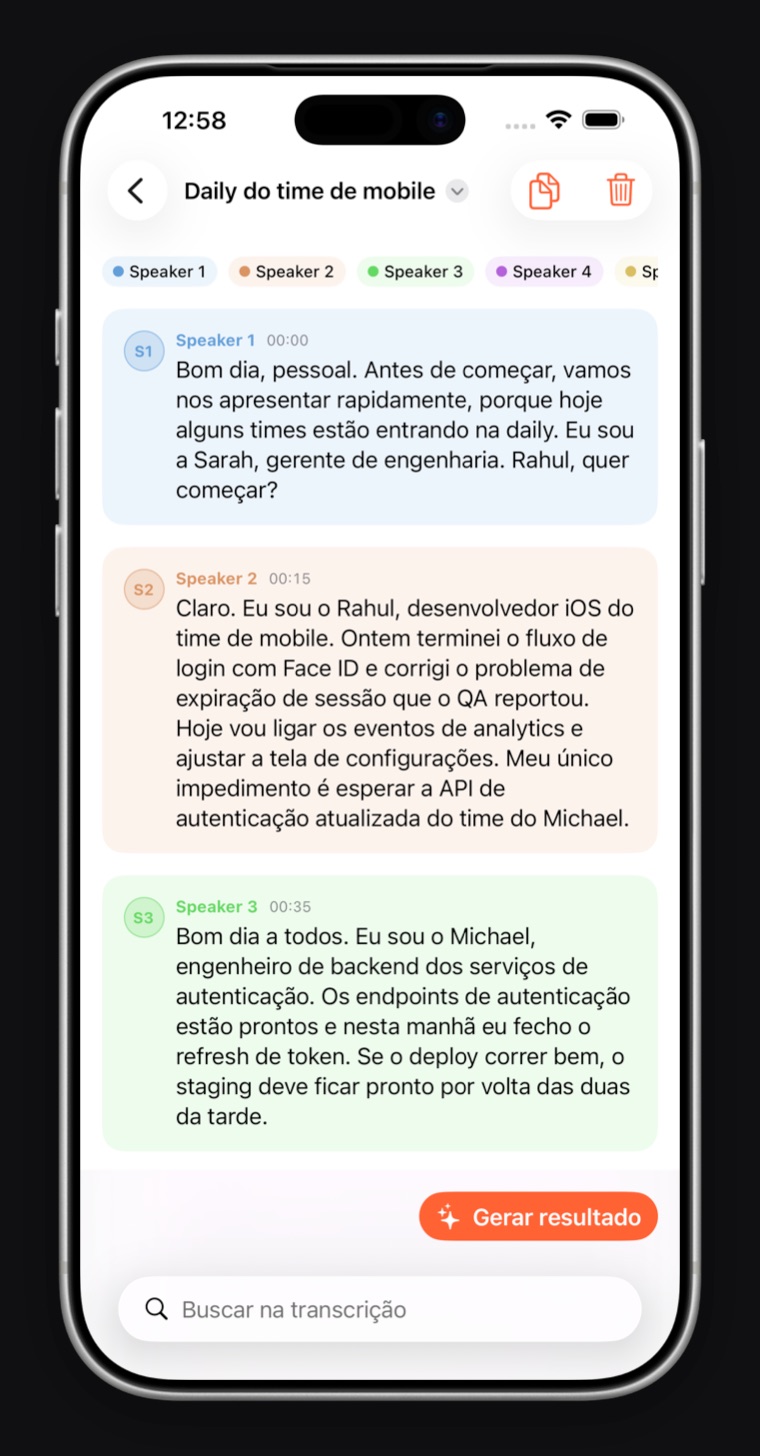 12:58
Daily do time de mobile
Speaker 1
Speaker 2
Speaker 3
Speaker 4
Sp
S1
Speaker 1 00:00
Bom dia, pessoal. Antes de começar, vamos
nos apresentar rapidamente, porque hoje
alguns times estão entrando na daily. Eu sou
a Sarah, gerente de engenharia. Rahul, quer
começar?
S2
Speaker 2 00:15
Claro. Eu sou o Rahul, desenvolvedor iOS do
time de mobile. Ontem terminei o fluxo de
login com Face ID e corrigi o problema de
expiração de sessão que o QA reportou.
Hoje vou ligar os eventos de analytics e
ajustar a tela de configurações. Meu único
impedimento é esperar a API de
autenticação atualizada do time do Michael.
S3
Speaker 3 00:35
Bom dia a todos. Eu sou o Michael,
engenheiro de backend dos serviços de
autenticação. Os endpoints de autenticação
estão prontos e nesta manhã eu fecho o
refresh de token. Se o deploy correr bem, o
staging deve ficar pronto por volta das duas
da tarde.
Gerar resultado
Buscar na transcrição